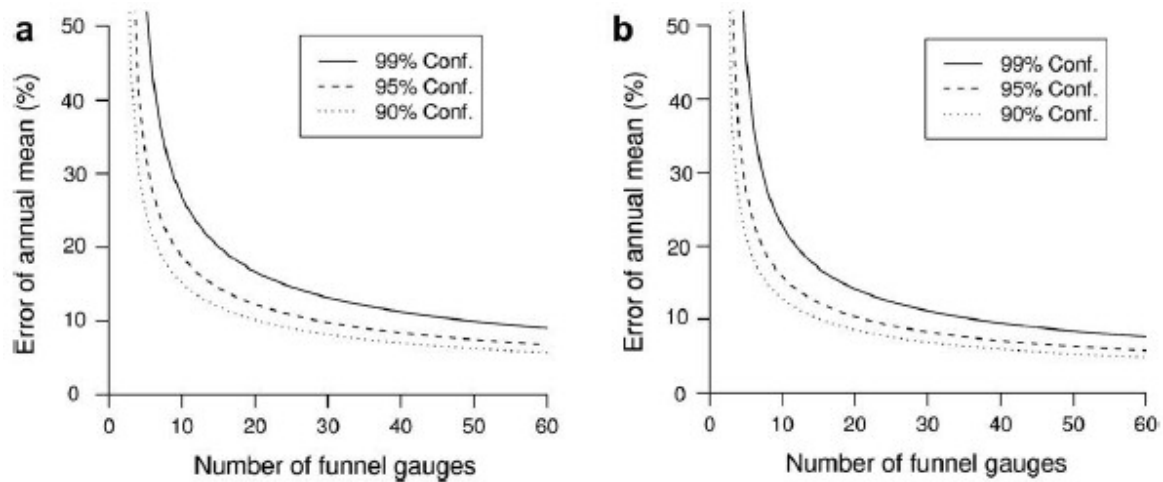 a
50
40
30
20
10
0
Error of annual mean (%)
99% Conf.
95% Conf.
90% Conf.
0 10 20 30 40 50 60
Number of funnel gauges
b
50
40
30
20
10
0
Error of annual mean (%)
99% Conf.
95% Conf.
90% Conf.
0 10 20 30 40 50 60
Number of funnel gauges